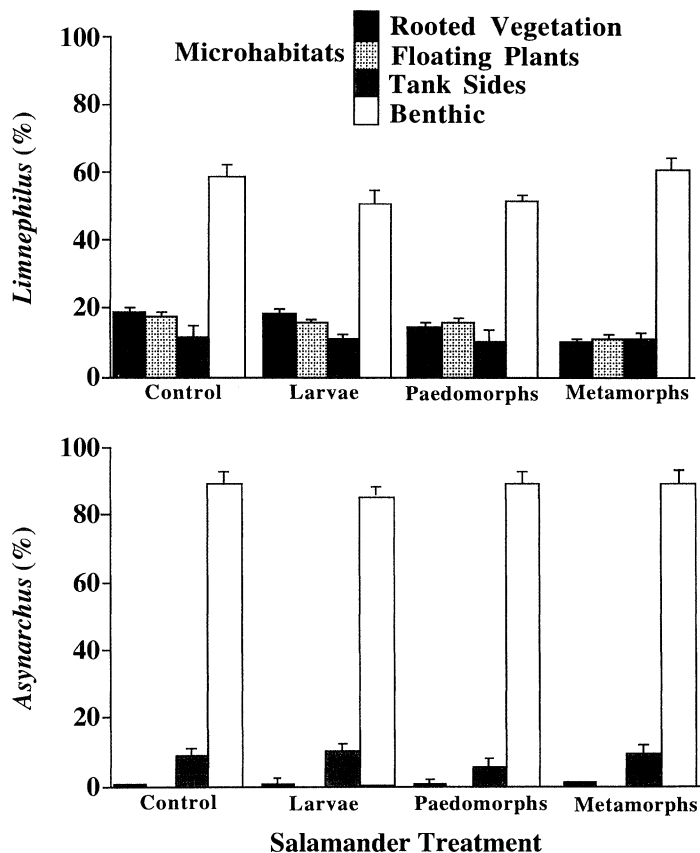 100
80
60
40
20
0
Limnephilus (%)
Microhabitats
Rooted Vegetation
Floating Plants
Tank Sides
Benthic
Control Larvae Paedomorphs Metamorphs
100
80
60
40
20
0
Asynarchus (%)
Control Larvae Paedomorphs Metamorphs
Salamander Treatment